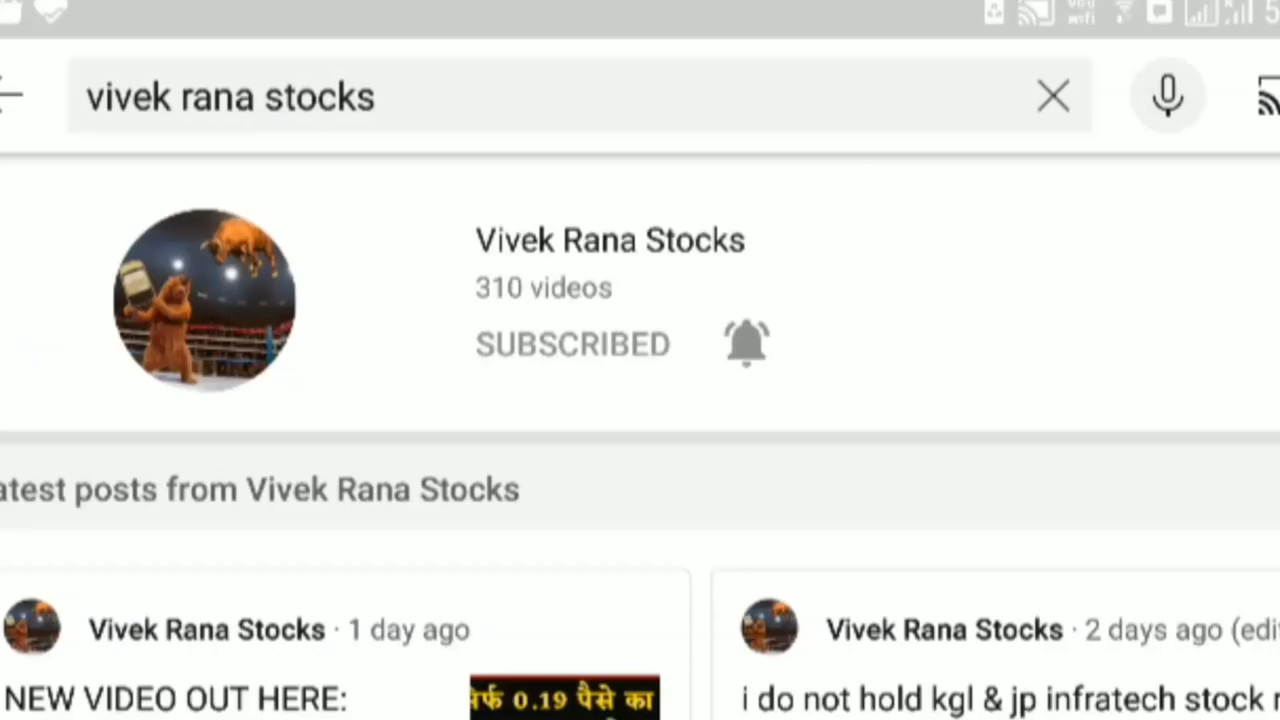 vivek rana stocks
Vivek Rana Stocks
310 videos
SUBSCRIBED
atest posts from Vivek Rana Stocks
Vivek Rana Stocks · 1 day ago
NEW VIDEO OUT HERE:
र्फ 0.19 पैसे का
Vivek Rana Stocks · 2 days ago (edi
i do not hold kgl & jp infratech stock